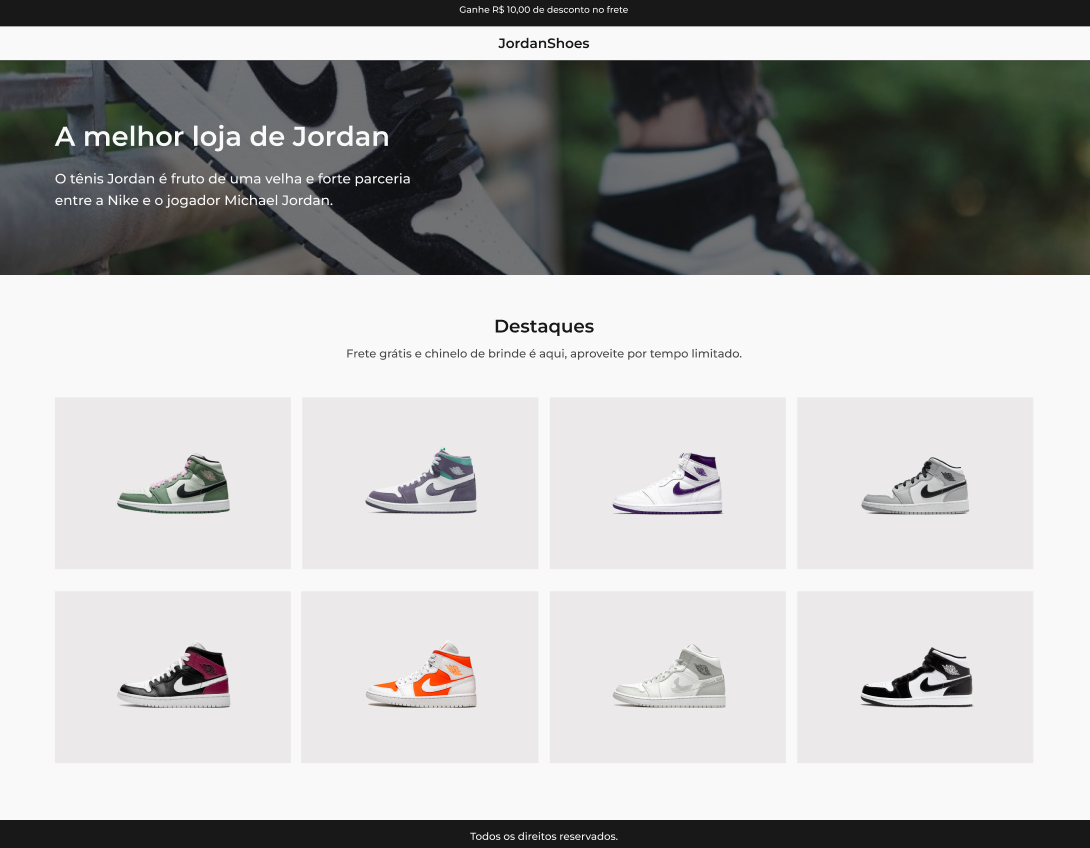 Ganhe R$ 10,00 de desconto no frete
JordanShoes
A melhor loja de Jordan
O tênis Jordan é fruto de uma velha e forte parceria
entre a Nike e o jogador Michael Jordan.
Destaques
Frete grátis e chinelo de brinde é aqui, aproveite por tempo limitado.
Todos os direitos reservados.